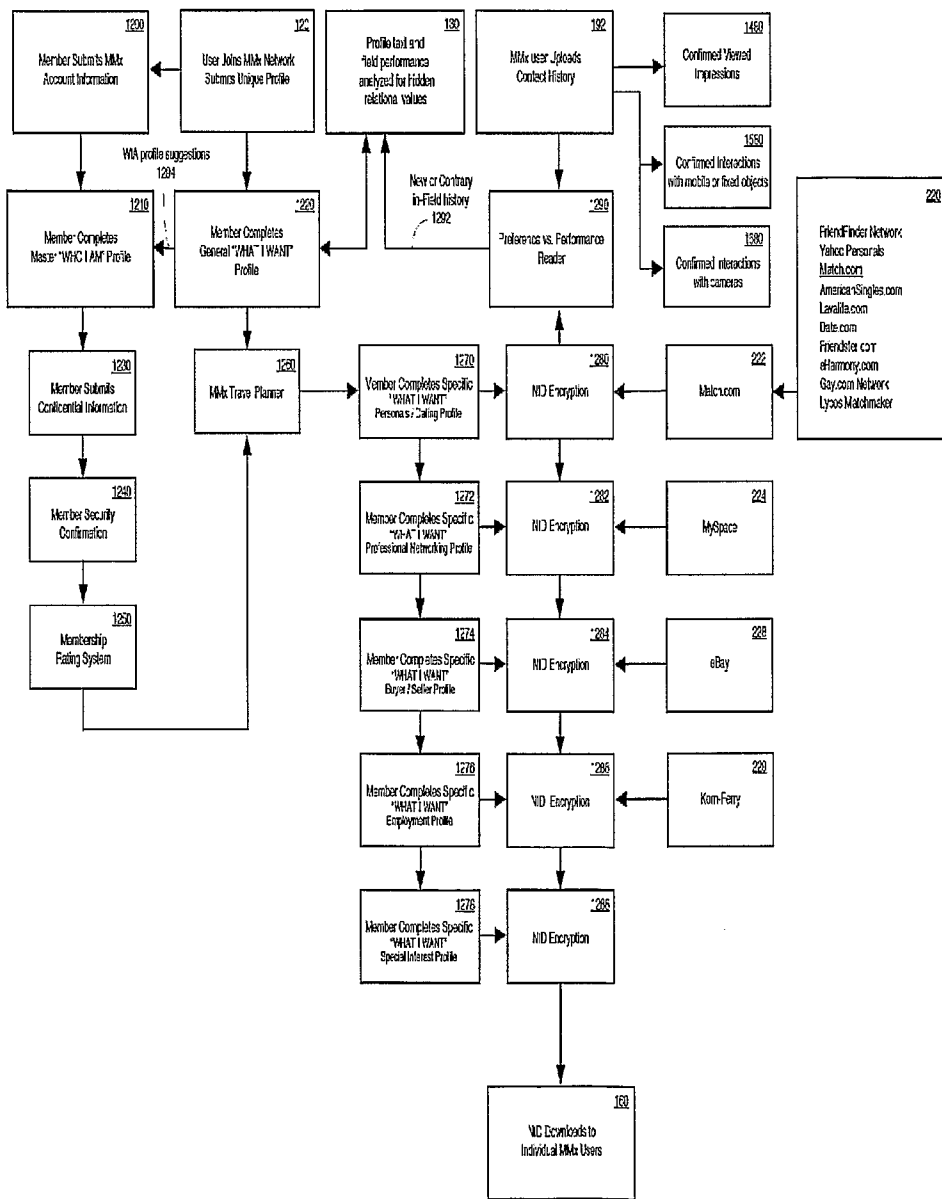 1200
Member Submits MMx
Account Information
120
User Joins MMx Network
Submits Unique Profile
130
Profile text and
field performance
analyzed for hidden
relational values
192
MMx user Uploads
Contact History
1480
Confirmed Viewed
Impressions
1580
Confirmed Interactions
with mobile or fixed objects
1680
Confirmed Interactions
with cameras
WIA profile suggestions
1294
New or Contrary
in-Field history
1292
1210
Member Completes
Master "WHO I AM" Profile
1220
Member Completes
General "WHAT I WANT"
Profile
1290
Preference vs. Performance
Reader
220
FriendFinder Network
Yahoo Personals
Match.com
AmericanSingles.com
Lavalife.com
Date.com
Friendster.com
eHarmony.com
Gay.com Network
Lycos Matchmaker
1230
Member Submits
Confidential Information
1260
MMx Travel Planner
1270
Member Completes Specific
"WHAT I WANT"
Personals / Dating Profile
1280
NID Encryption
222
Match.com
1240
Member Security
Confirmation
1272
Member Completes Specific
"WHAT I WANT"
Professional Networking Profile
1282
NID Encryption
224
MySpace
1250
Membership
Rating System
1274
Member Completes Specific
"WHAT I WANT"
Buyer / Seller Profile
1284
NID Encryption
eBay
1276
Member Completes Specific
"WHAT I WANT"
Employment Profile
1286
NID Encryption
Korn-Ferry
1278
Member Completes Specific
"WHAT I WANT"
Special Interest Profile
1288
NID Encryption
160
NID Downloads to
Individual MMx Users